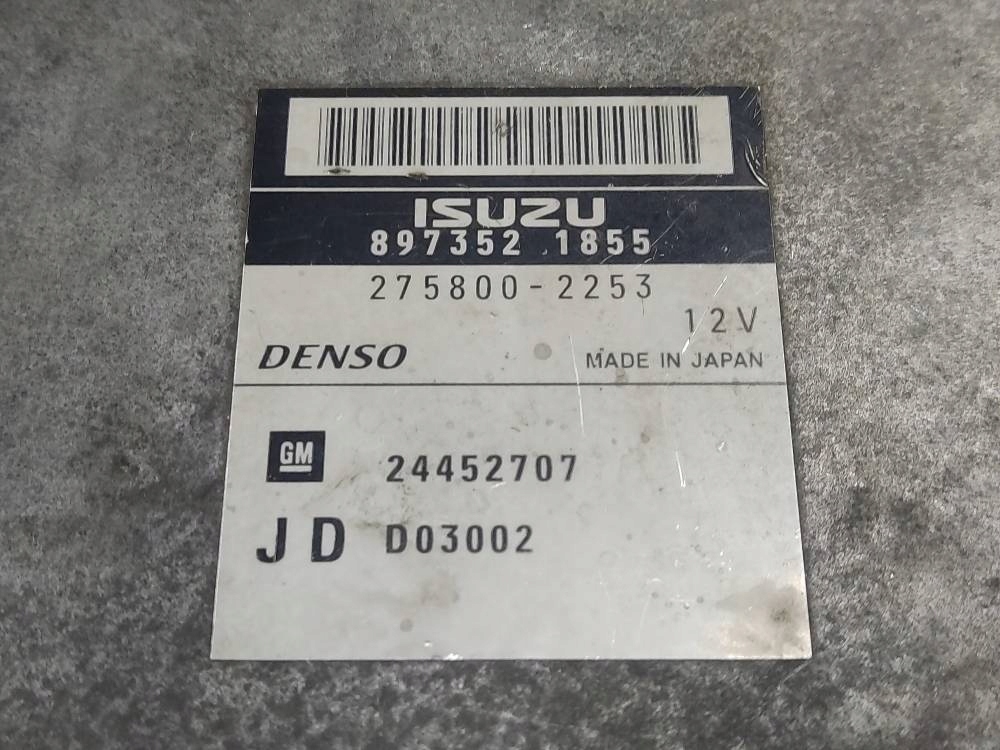 ISUZU
897352 1855
275800-2253
12V
DENSO MADE IN JAPAN
GM 24452707
JD D03002